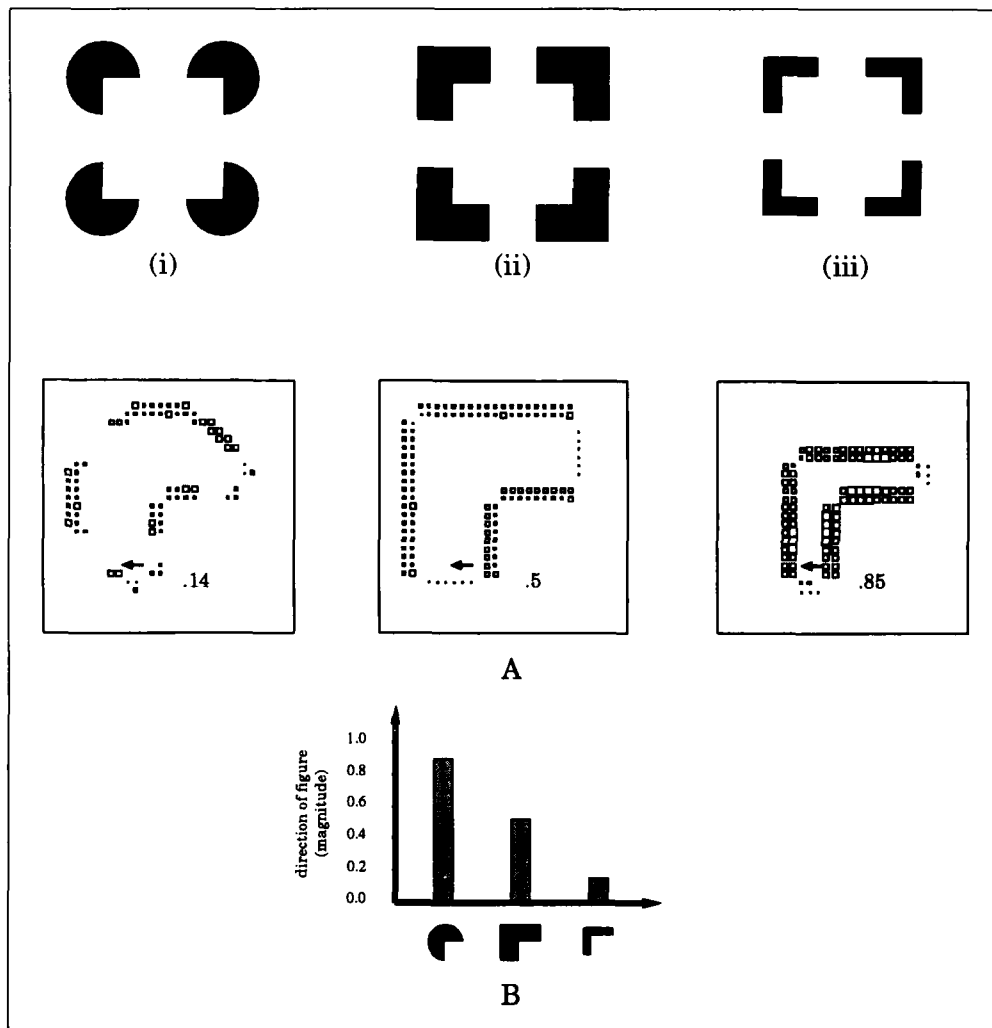 (i) (ii) (iii)
.14 .5 .85
A
direction of figure
(magnitude)
1.0
0.8
0.6
0.4
0.2
0.0
B